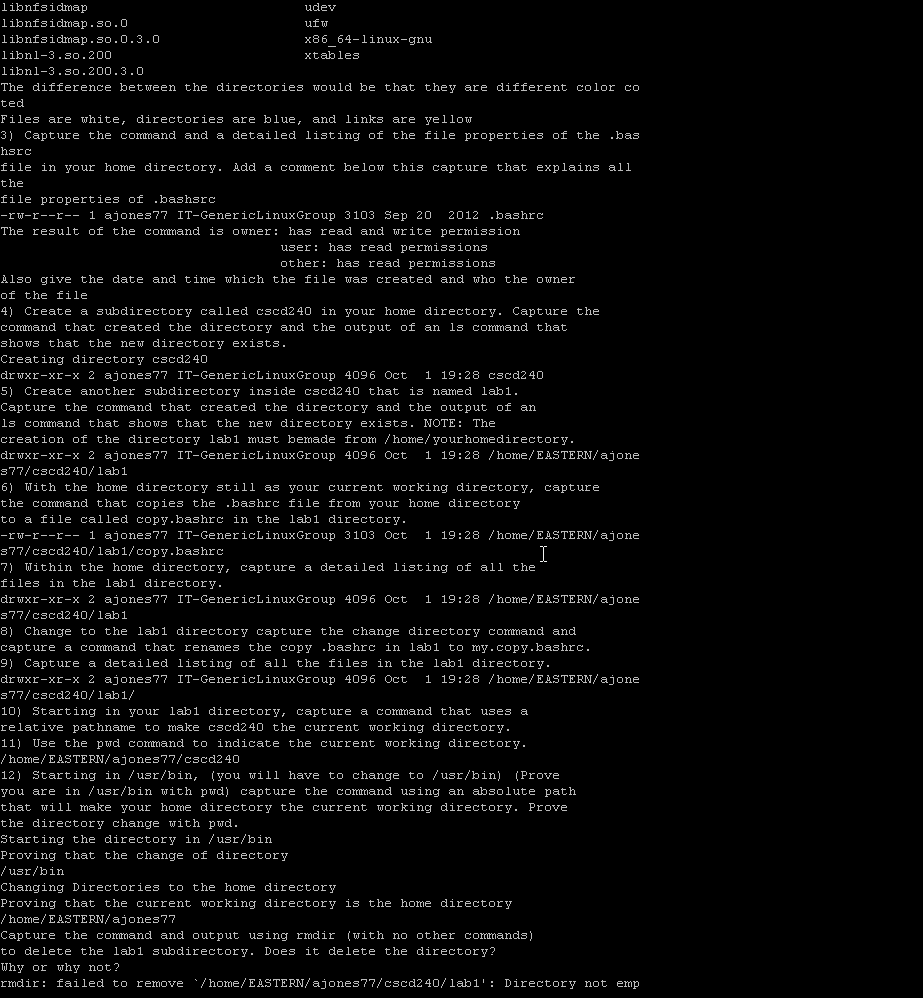 libnfsidmap                           udev
libnfsidmap.so.0                      ufw
libnfsidmap.so.0.3.0                  x86_64-linux-gnu
libnl-3.so.200                        xtables
libnl-3.so.200.3.0
The difference between the directories would be that they are different color co
ted
Files are white, directories are blue, and links are yellow
3) Capture the command and a detailed listing of the file properties of the .bas
hsrc
file in your home directory. Add a comment below this capture that explains all
the
file properties of .bashsrc
-rw-r--r-- 1 ajones77 IT-GenericLinuxGroup 3103 Sep 20  2012 .bashrc
The result of the command is owner: has read and write permission
                                   user: has read permissions
                                   other: has read permissions
Also give the date and time which the file was created and who the owner
of the file
4) Create a subdirectory called cscd240 in your home directory. Capture the
command that created the directory and the output of an ls command that
shows that the new directory exists.
Creating directory cscd240
drwxr-xr-x 2 ajones77 IT-GenericLinuxGroup 4096 Oct  1 19:28 cscd240
5) Create another subdirectory inside cscd240 that is named lab1.
Capture the command that created the directory and the output of an
ls command that shows that the new directory exists. NOTE: The
creation of the directory lab1 must bemade from /home/yourhomedirectory.
drwxr-xr-x 2 ajones77 IT-GenericLinuxGroup 4096 Oct  1 19:28 /home/EASTERN/ajone
s77/cscd240/lab1
6) With the home directory still as your current working directory, capture
the command that copies the .bashrc file from your home directory
to a file called copy.bashrc in the lab1 directory.
-rw-r--r-- 1 ajones77 IT-GenericLinuxGroup 3103 Oct  1 19:28 /home/EASTERN/ajone
s77/cscd240/lab1/copy.bashrc
7) Within the home directory, capture a detailed listing of all the
files in the lab1 directory.
drwxr-xr-x 2 ajones77 IT-GenericLinuxGroup 4096 Oct  1 19:28 /home/EASTERN/ajone
s77/cscd240/lab1
8) Change to the lab1 directory capture the change directory command and
capture a command that renames the copy .bashrc in lab1 to my.copy.bashrc.
9) Capture a detailed listing of all the files in the lab1 directory.
drwxr-xr-x 2 ajones77 IT-GenericLinuxGroup 4096 Oct  1 19:28 /home/EASTERN/ajone
s77/cscd240/lab1/
10) Starting in your lab1 directory, capture a command that uses a
relative pathname to make cscd240 the current working directory.
11) Use the pwd command to indicate the current working directory.
/home/EASTERN/ajones77/cscd240
12) Starting in /usr/bin, (you will have to change to /usr/bin) (Prove
you are in /usr/bin with pwd) capture the command using an absolute path
that will make your home directory the current working directory. Prove
the directory change with pwd.
Starting the directory in /usr/bin
Proving that the change of directory
/usr/bin
Changing Directories to the home directory
Proving that the current working directory is the home directory
/home/EASTERN/ajones77
Capture the command and output using rmdir (with no other commands)
to delete the lab1 subdirectory. Does it delete the directory?
Why or why not?
rmdir: failed to remove `/home/EASTERN/ajones77/cscd240/lab1': Directory not emp